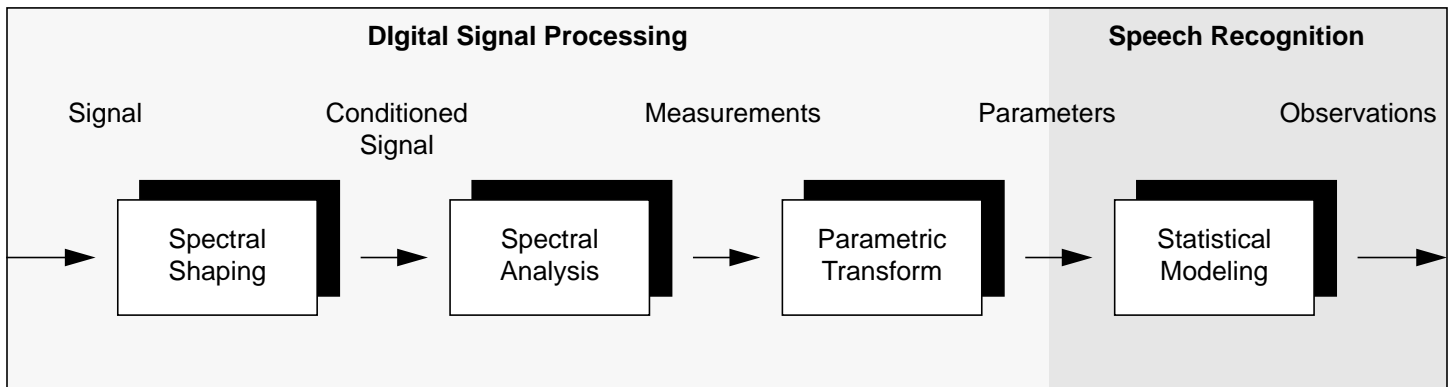 DIgital Signal Processing
Speech Recognition
Signal
Conditioned
Signal
Measurements
Parameters
Observations
Spectral
Shaping
Spectral
Analysis
Parametric
Transform
Statistical
Modeling